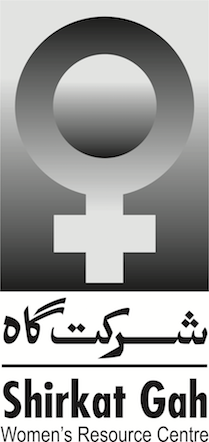 شرکت گاہ
Shirkat Gah
Women's Resource Centre